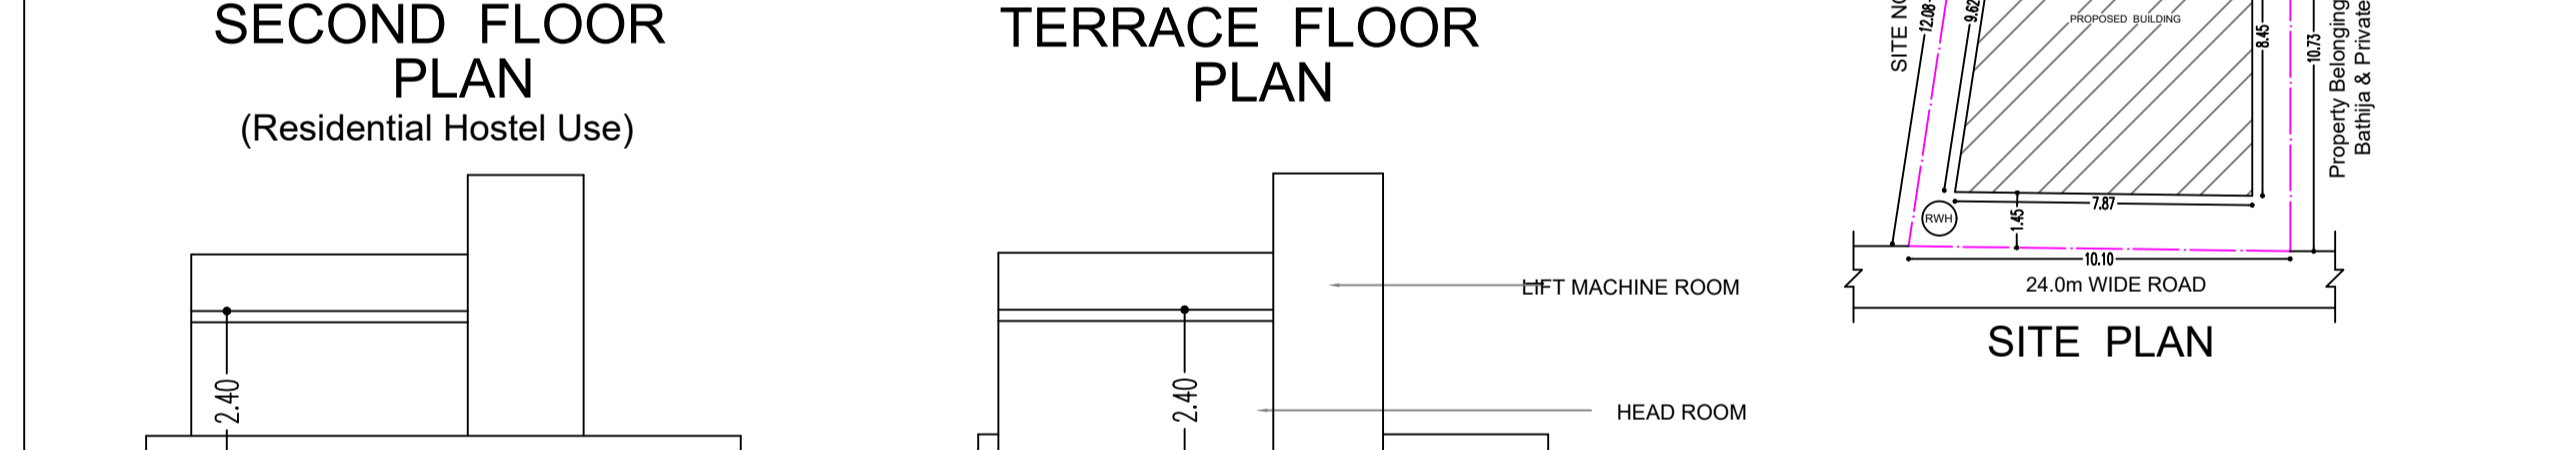 SECOND FLOOR
PLAN
(Residential Hostel Use)
2.40
TERRACE FLOOR
PLAN
2.40
LIFT MACHINE ROOM
HEAD ROOM
SITE
12.08
9.62
PROPOSED BUILDING
8.45
10.73
Property Belonging
Bathija & Private
RWH
1.45
7.87
10.10
24.0m WIDE ROAD
SITE PLAN